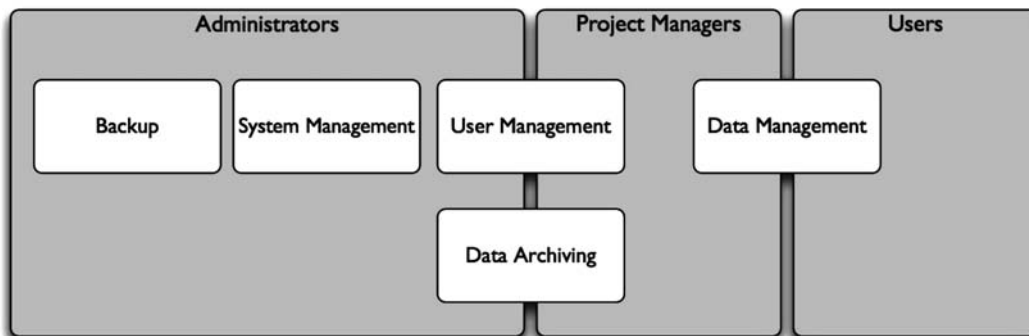 Administrators
Project Managers
Users
Backup
System Management
User Management
Data Management
Data Archiving